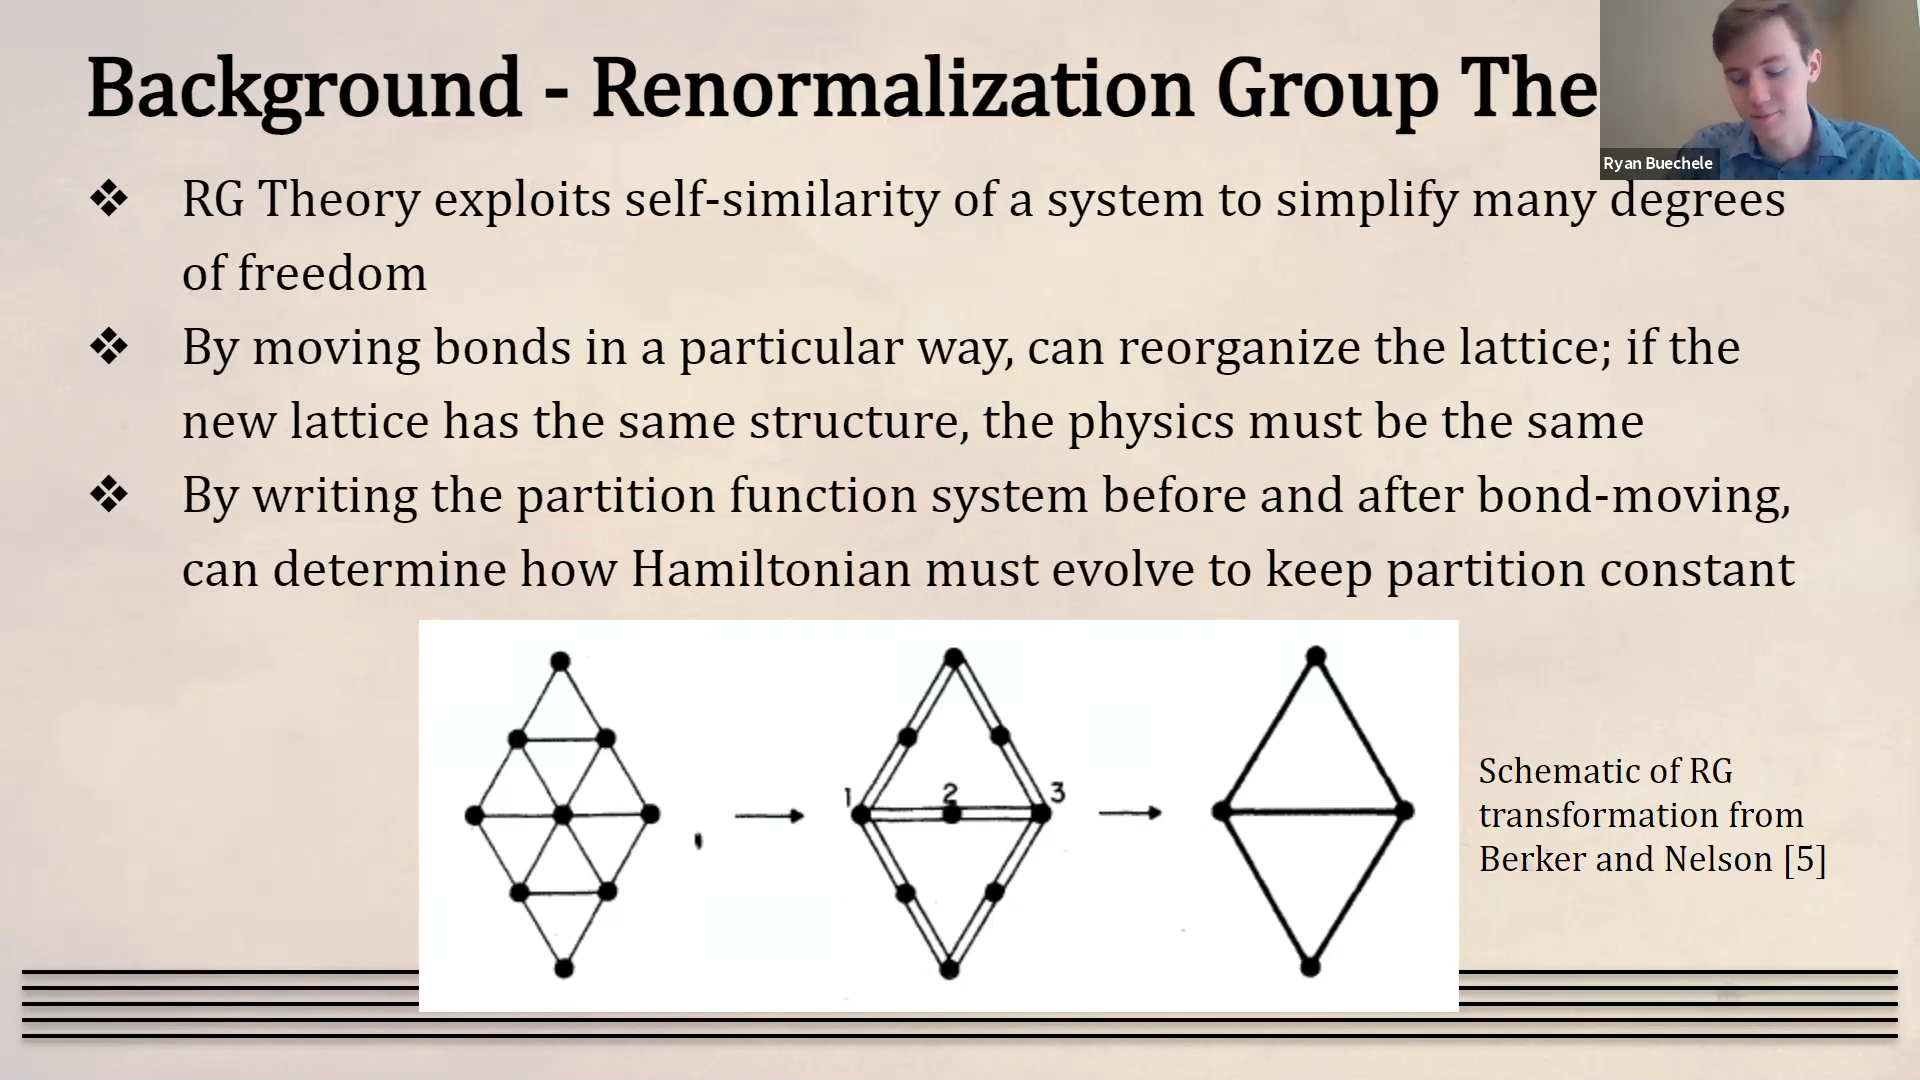 Background - Renormalization Group The
Ryan Buechele
❖ RG Theory exploits self-similarity of a system to simplify many degrees
of freedom
❖ By moving bonds in a particular way, can reorganize the lattice; if the
new lattice has the same structure, the physics must be the same
❖ By writing the partition function system before and after bond-moving,
can determine how Hamiltonian must evolve to keep partition constant
1 2 3
Schematic of RG
transformation from
Berker and Nelson [5]